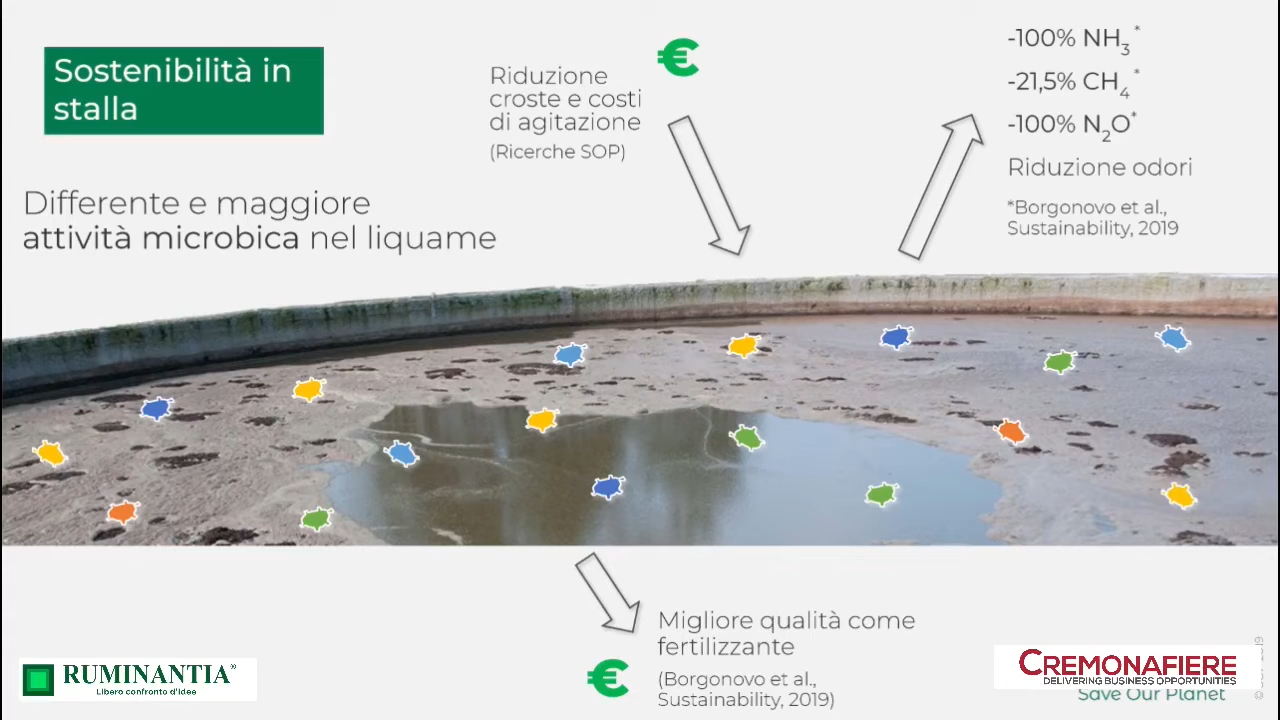 Sostenibilità in
stalla
Differente e maggiore
attività microbica nel liquame
Riduzione
croste e costi
di agitazione
(Ricerche SOP)
€
-100% NH3*
-21,5% CH4*
-100% N2O*
Riduzione odori
*Borgonovo et al.,
Sustainability, 2019
Migliore qualità come
fertilizzante
€
(Borgonovo et al.,
Sustainability, 2019)
RUMINANTIA®
Libero confronto d'idee
CREMONAFIERE
DELIVERING BUSINESS OPPORTUNITIES
Save Our Planet